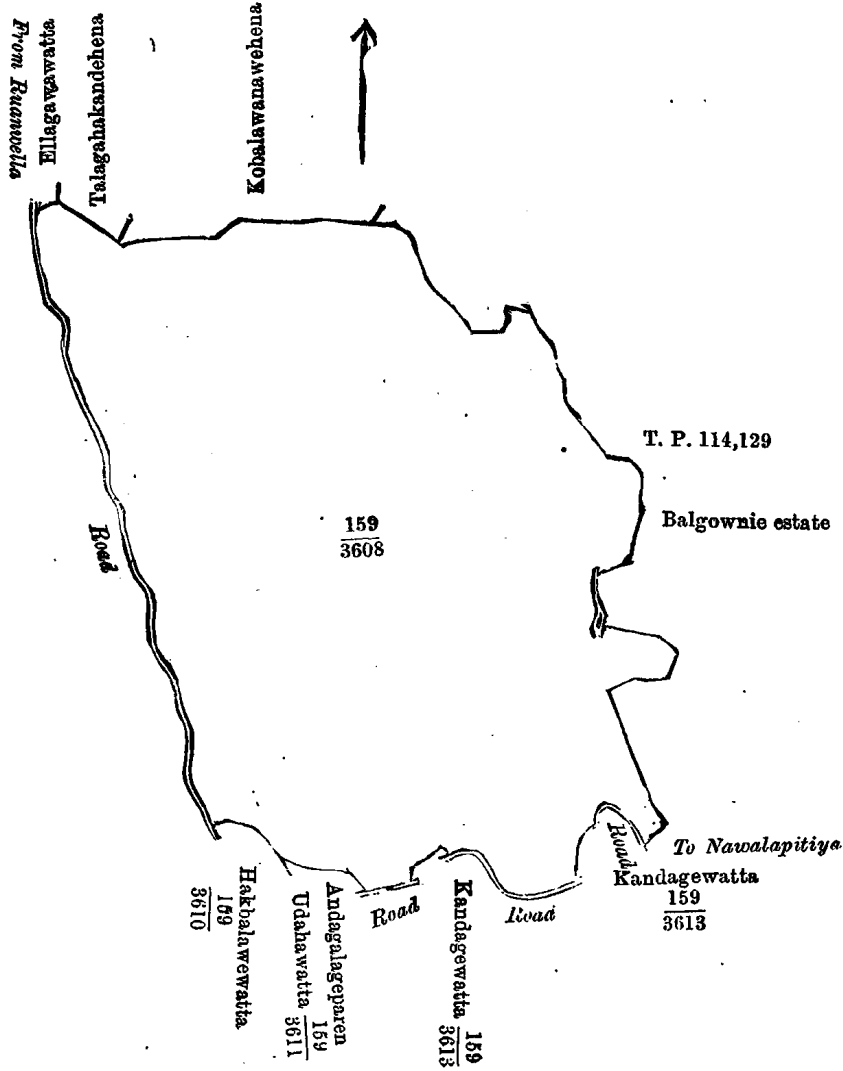 From Ruanwella
Ellagawawatta
Talagahakandehena
Kobalawanawehena
T. P. 114,129
Balgownie estate
159
3608
Road
To Nawalapitiya
Road
Kandagewatta
159
3613
Road
Road
Kandagewatta 159
3613
Andagalageparen
Udahawatta 159
3611
Hakbalawewatta
159
3610